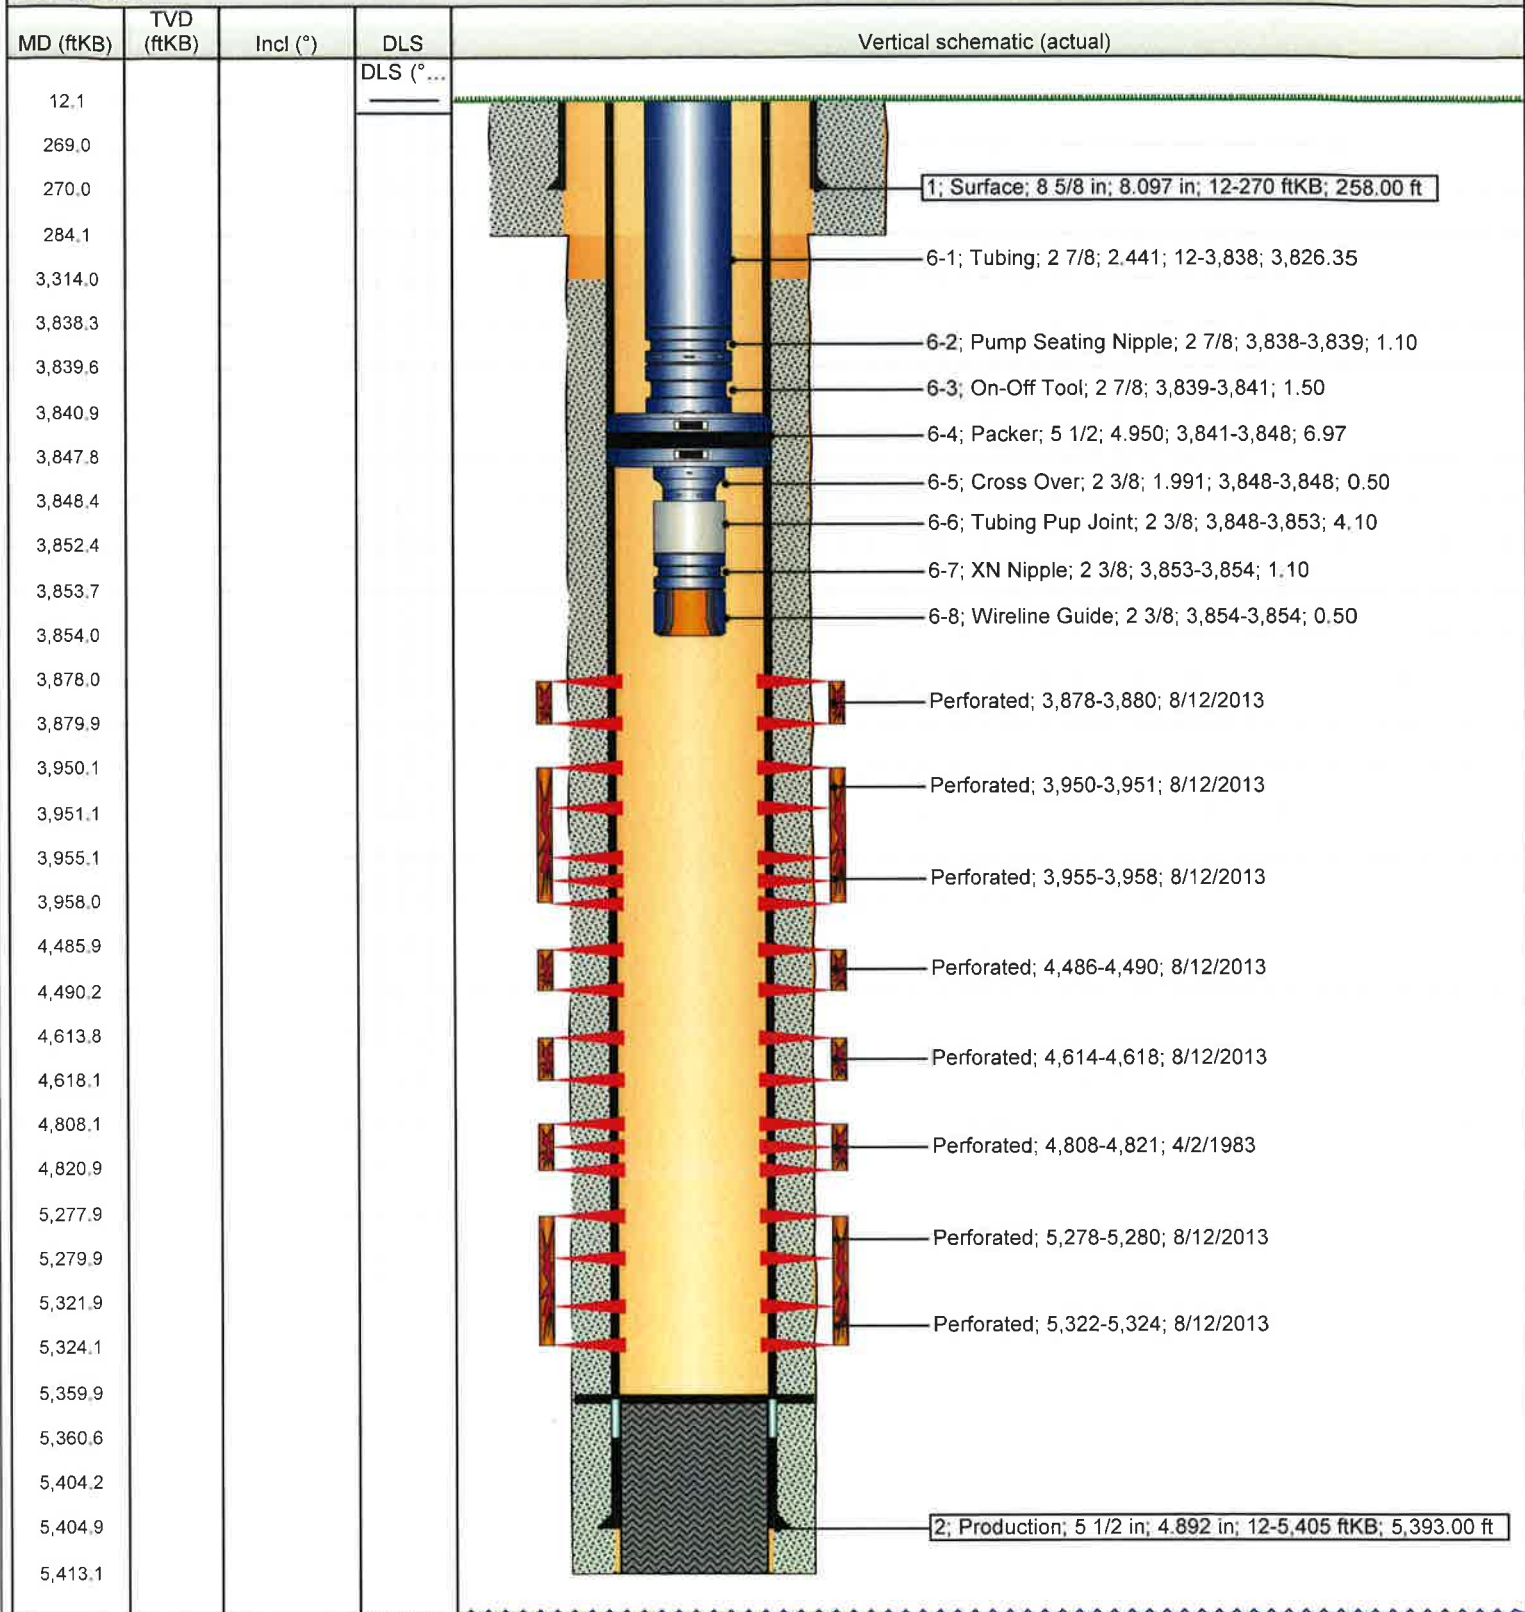 MD (ftKB)
TVD
(ftKB)
Incl (°)
DLS
Vertical schematic (actual)
DLS (°...
12.1
269.0
270.0
1; Surface; 8 5/8 in; 8.097 in; 12-270 ftKB; 258.00 ft
284.1
6-1; Tubing; 2 7/8; 2.441; 12-3,838; 3,826.35
3,314.0
3,838.3
6-2; Pump Seating Nipple; 2 7/8; 3,838-3,839; 1.10
3,839.6
6-3; On-Off Tool; 2 7/8; 3,839-3,841; 1.50
3,840.9
6-4; Packer; 5 1/2; 4.950; 3,841-3,848; 6.97
3,847.8
6-5; Cross Over; 2 3/8; 1.991; 3,848-3,848; 0.50
3,848.4
6-6; Tubing Pup Joint; 2 3/8; 3,848-3,853; 4.10
3,852.4
6-7; XN Nipple; 2 3/8; 3,853-3,854; 1.10
3,853.7
6-8; Wireline Guide; 2 3/8; 3,854-3,854; 0.50
3,854.0
3,878.0
Perforated; 3,878-3,880; 8/12/2013
3,879.9
3,950.1
Perforated; 3,950-3,951; 8/12/2013
3,951.1
3,955.1
Perforated; 3,955-3,958; 8/12/2013
3,958.0
4,485.9
Perforated; 4,486-4,490; 8/12/2013
4,490.2
4,613.8
Perforated; 4,614-4,618; 8/12/2013
4,618.1
4,808.1
Perforated; 4,808-4,821; 4/2/1983
4,820.9
5,277.9
Perforated; 5,278-5,280; 8/12/2013
5,279.9
5,321.9
Perforated; 5,322-5,324; 8/12/2013
5,324.1
5,359.9
5,360.6
5,404.2
5,404.9
2; Production; 5 1/2 in; 4.892 in; 12-5,405 ftKB; 5,393.00 ft
5,413.1